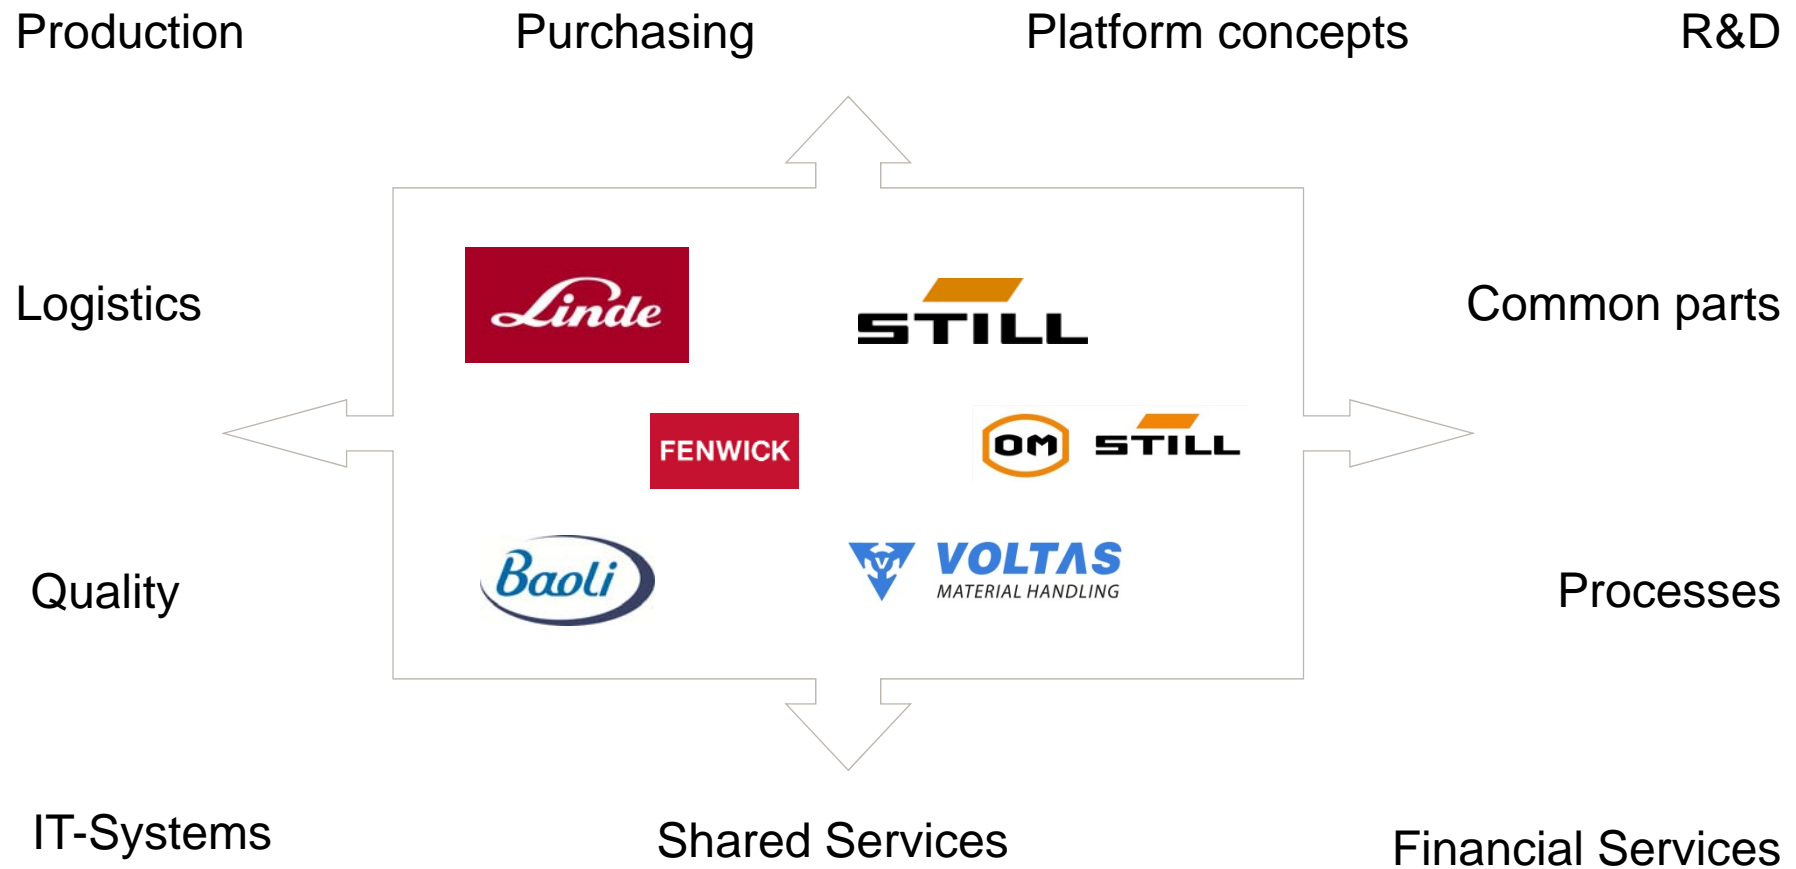 Production
Purchasing
Platform concepts
R&D
Logistics
Linde
STILL
Common parts
FENWICK
OM STILL
Quality
Baoli
V VOLTAS
MATERIAL HANDLING
Processes
IT-Systems
Shared Services
Financial Services